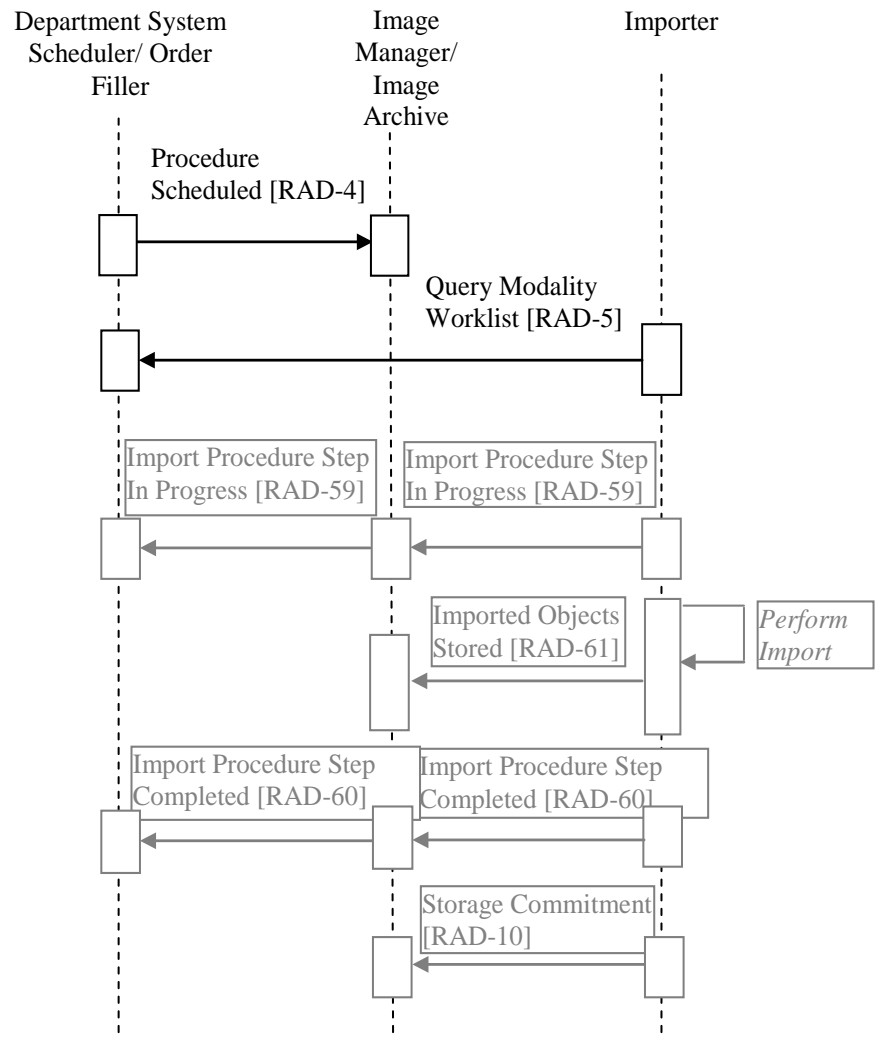 Department System
Scheduler/ Order
Filler
Image
Manager/
Image
Archive
Importer
Procedure
Scheduled [RAD-4]
Query Modality
Worklist [RAD-5]
Import Procedure Step
In Progress [RAD-59]
Import Procedure Step
In Progress [RAD-59]
Imported Objects
Stored [RAD-61]
Perform
Import
Import Procedure Step
Completed [RAD-60]
Import Procedure Step
Completed [RAD-60]
Storage Commitment
[RAD-10]